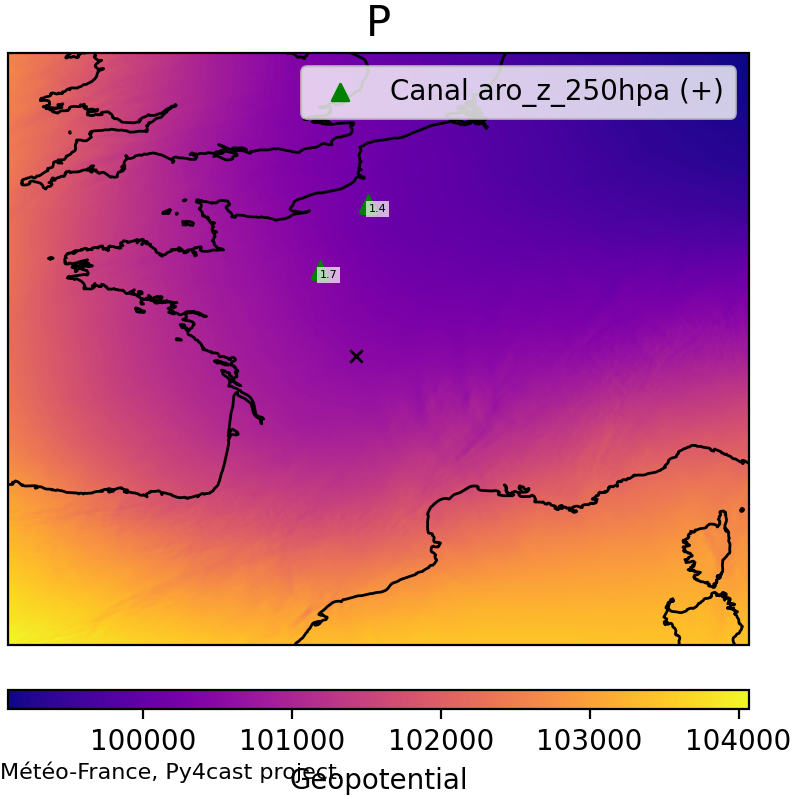 P
Canal aro_z_250hpa (+)
1.4
1.7
100000 101000 102000 103000 104000
Météo-France, Py4cast project
Geopotential